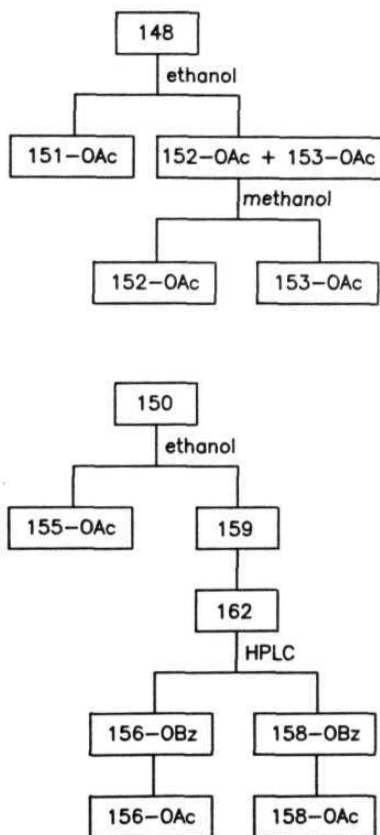 148
ethanol
151-OAc
152-OAc + 153-OAc
methanol
152-OAc
153-OAc
150
ethanol
155-OAc
159
162
HPLC
156-OBz
158-OBz
156-OAc
158-OAc